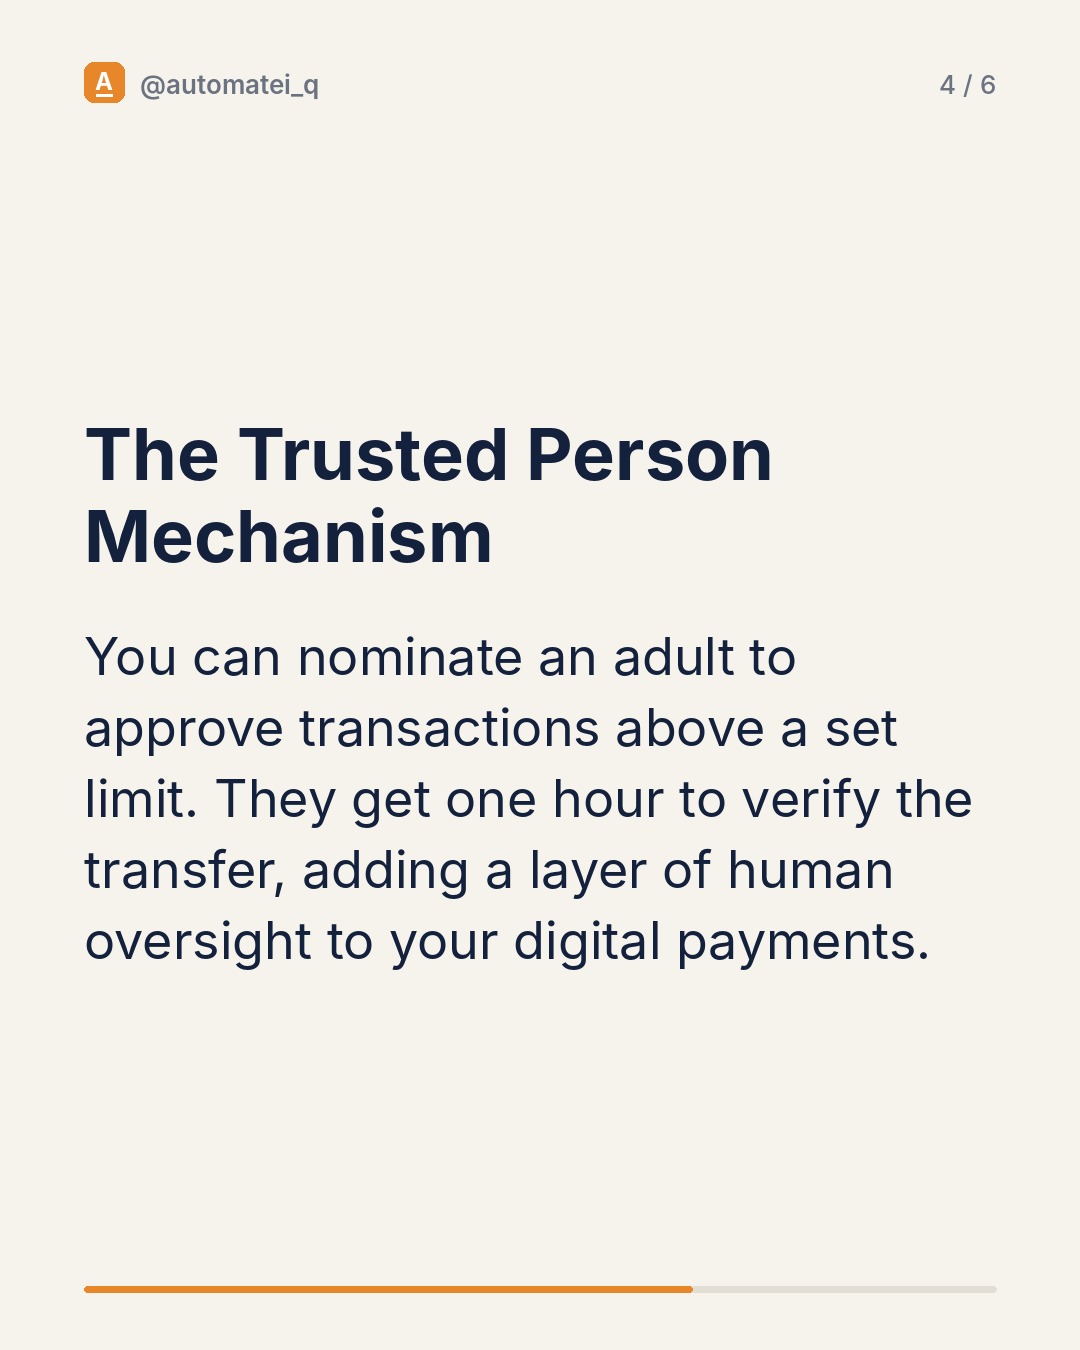 A
@automatei_q
4 / 6
The Trusted Person
Mechanism
You can nominate an adult to
approve transactions above a set
limit. They get one hour to verify the
transfer, adding a layer of human
oversight to your digital payments.